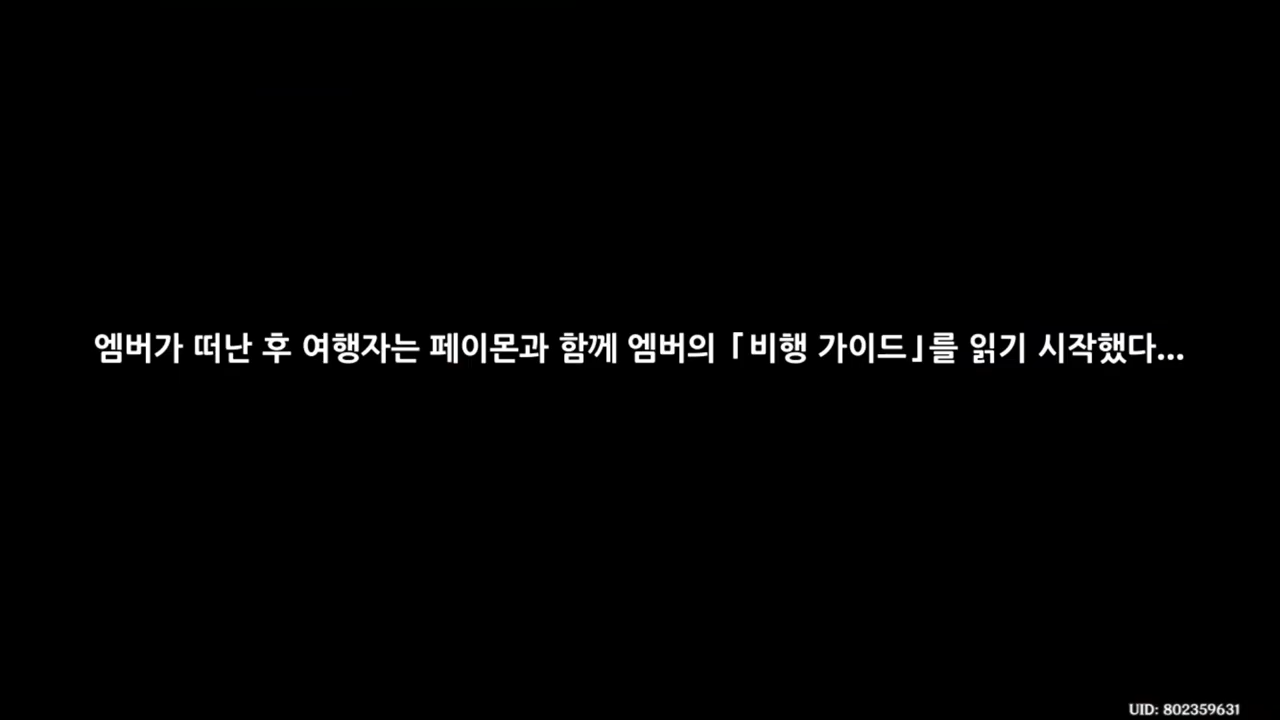 엠버가 떠난 후 여행자는 페이몬과 함께 엠버의 「비행 가이드」를 읽기 시작했다...
UID: 802359631